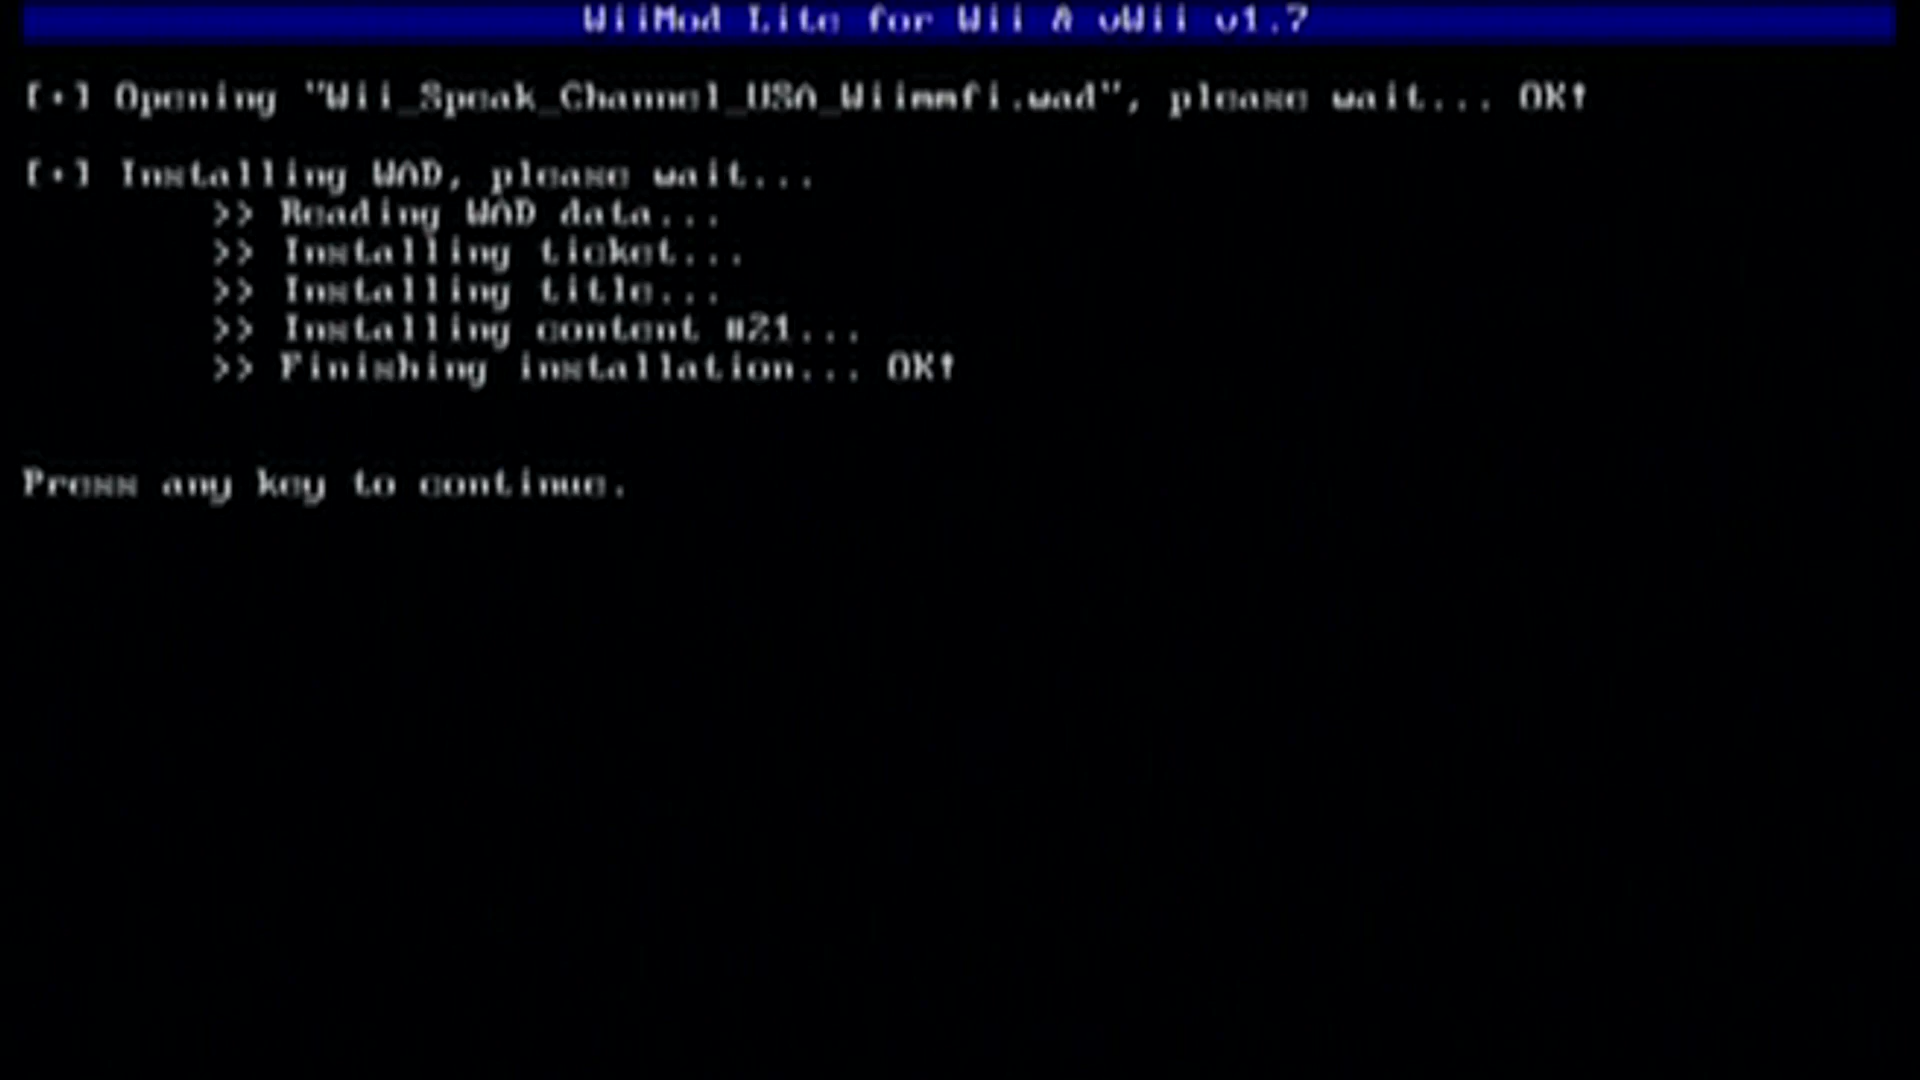 WiiMod Lite for Wii & vWii v1.7
[+] Opening "Wii_Speak_Channel_USA_Wiimmfi.wad", please wait... OK!
[+] Installing WAD, please wait...
>> Reading WAD data...
>> Installing ticket...
>> Installing title...
>> Installing content #21...
>> Finishing installation... OK!
Press any key to continue.